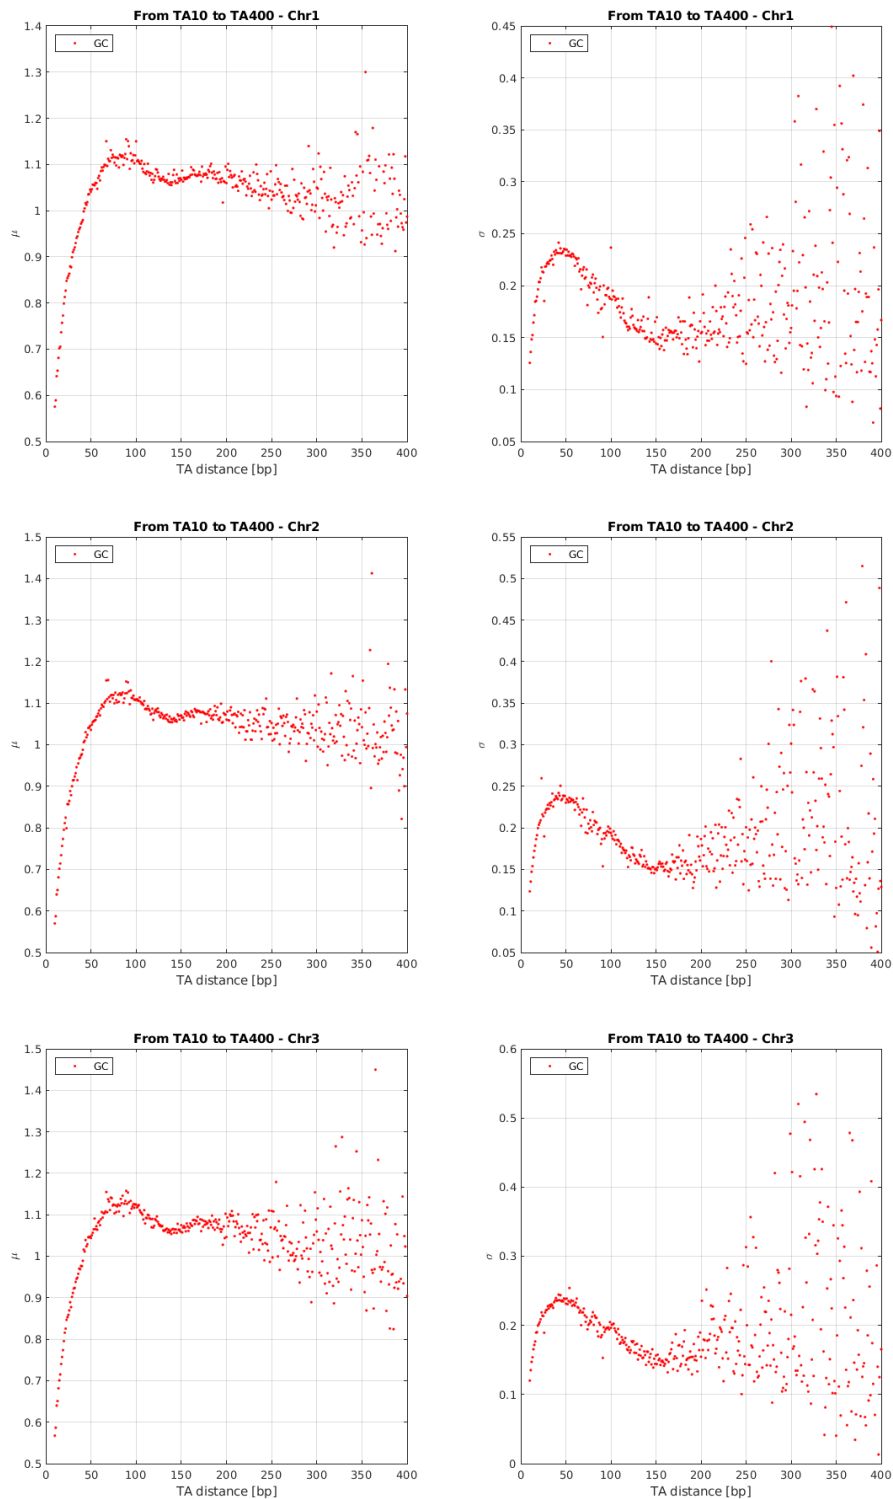 From TA10 to TA400 - Chr1
GC
1.4
1.3
1.2
1.1
1
0.9
0.8
0.7
0.6
0.5
μ
0 50 100 150 200 250 300 350 400
TA distance [bp]
From TA10 to TA400 - Chr1
GC
0.45
0.4
0.35
0.3
0.25
0.2
0.15
0.1
0.05
σ
0 50 100 150 200 250 300 350 400
TA distance [bp]
From TA10 to TA400 - Chr2
GC
1.5
1.4
1.3
1.2
1.1
1
0.9
0.8
0.7
0.6
0.5
μ
0 50 100 150 200 250 300 350 400
TA distance [bp]
From TA10 to TA400 - Chr2
GC
0.55
0.5
0.45
0.4
0.35
0.3
0.25
0.2
0.15
0.1
0.05
σ
0 50 100 150 200 250 300 350 400
TA distance [bp]
From TA10 to TA400 - Chr3
GC
1.5
1.4
1.3
1.2
1.1
1
0.9
0.8
0.7
0.6
0.5
μ
0 50 100 150 200 250 300 350 400
TA distance [bp]
From TA10 to TA400 - Chr3
GC
0.6
0.5
0.4
0.3
0.2
0.1
0
σ
0 50 100 150 200 250 300 350 400
TA distance [bp]